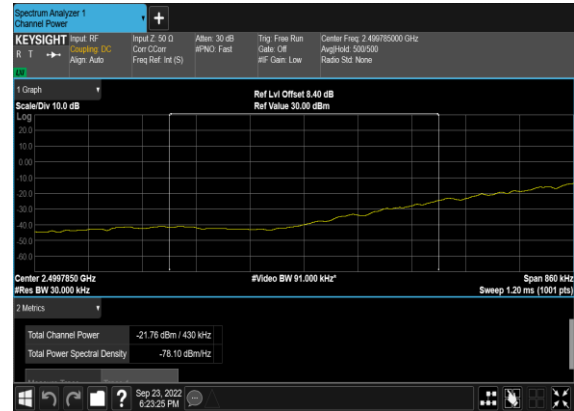 Spectrum Analyzer 1
Channel Power
+
KEYSIGHT Input: RF Input Z: 50 Ω Atten: 30 dB Trig: Free Run Center Freq: 2.499785000 GHz
R T Coupling: DC Corr CCorr #PNO: Fast Gate: Off Avg|Hold: 500/500
Align: Auto Freq Ref: Int (S) #IF Gain: Low Radio Std: None
LXI
1 Graph Ref Lvl Offset 8.40 dB
Scale/Div 10.0 dB Ref Value 30.00 dBm
Log
20.0
10.0
0.00
-10.0
-20.0
-30.0
-40.0
-50.0
-60.0
Center 2.4997850 GHz #Video BW 91.000 kHz* Span 860 kHz
#Res BW 30.000 kHz Sweep 1.20 ms (1001 pts)
2 Metrics
Total Channel Power -21.76 dBm / 430 kHz
Total Power Spectral Density -78.10 dBm/Hz
? Sep 23, 2022
6:23:25 PM